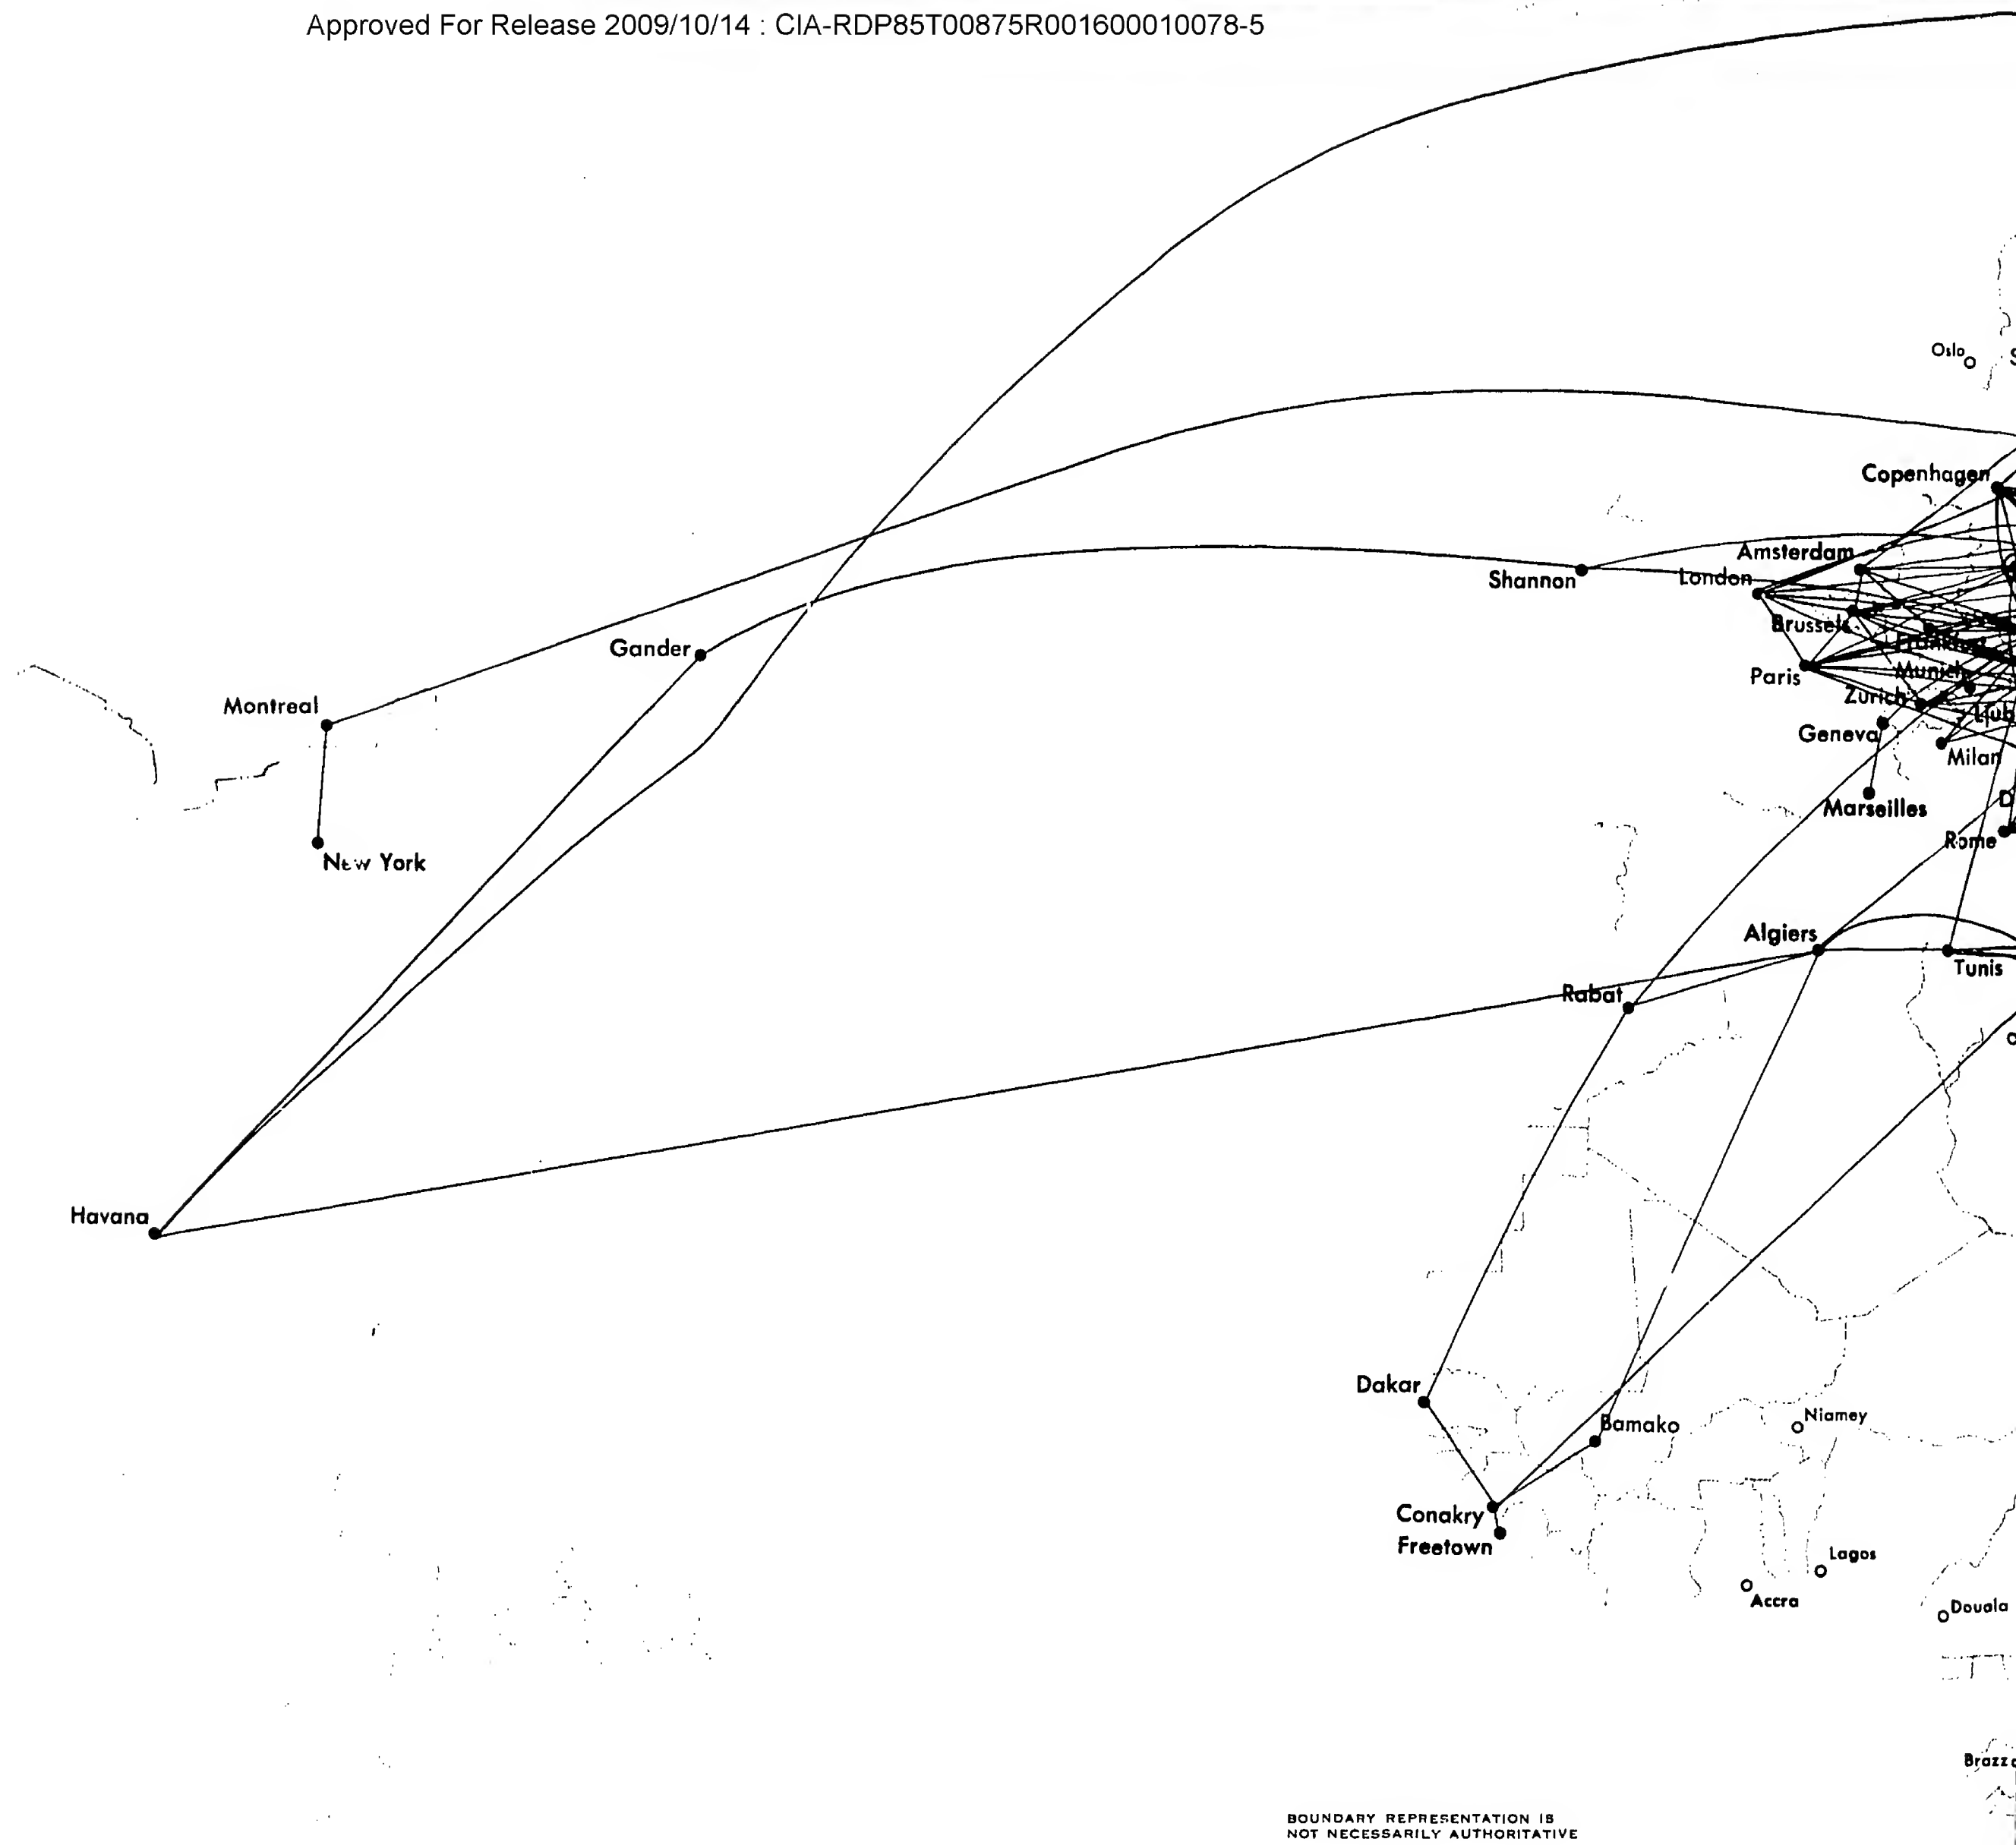 Approved For Release 2009/10/14 : CIA-RDP85T00875R001600010078-5
Oslo
Copenhagen
Amsterdam
Shannon
London
Brussels
Gander
Frankfurt
Paris
Munich
Zurich
Montreal
Geneva
Milan
Marseilles
Rome
New York
Algiers
Tunis
Rabat
Havana
Dakar
Niamey
Bamako
Conakry
Freetown
Lagos
Accra
Douala
BOUNDARY REPRESENTATION IS
NOT NECESSARILY AUTHORITATIVE